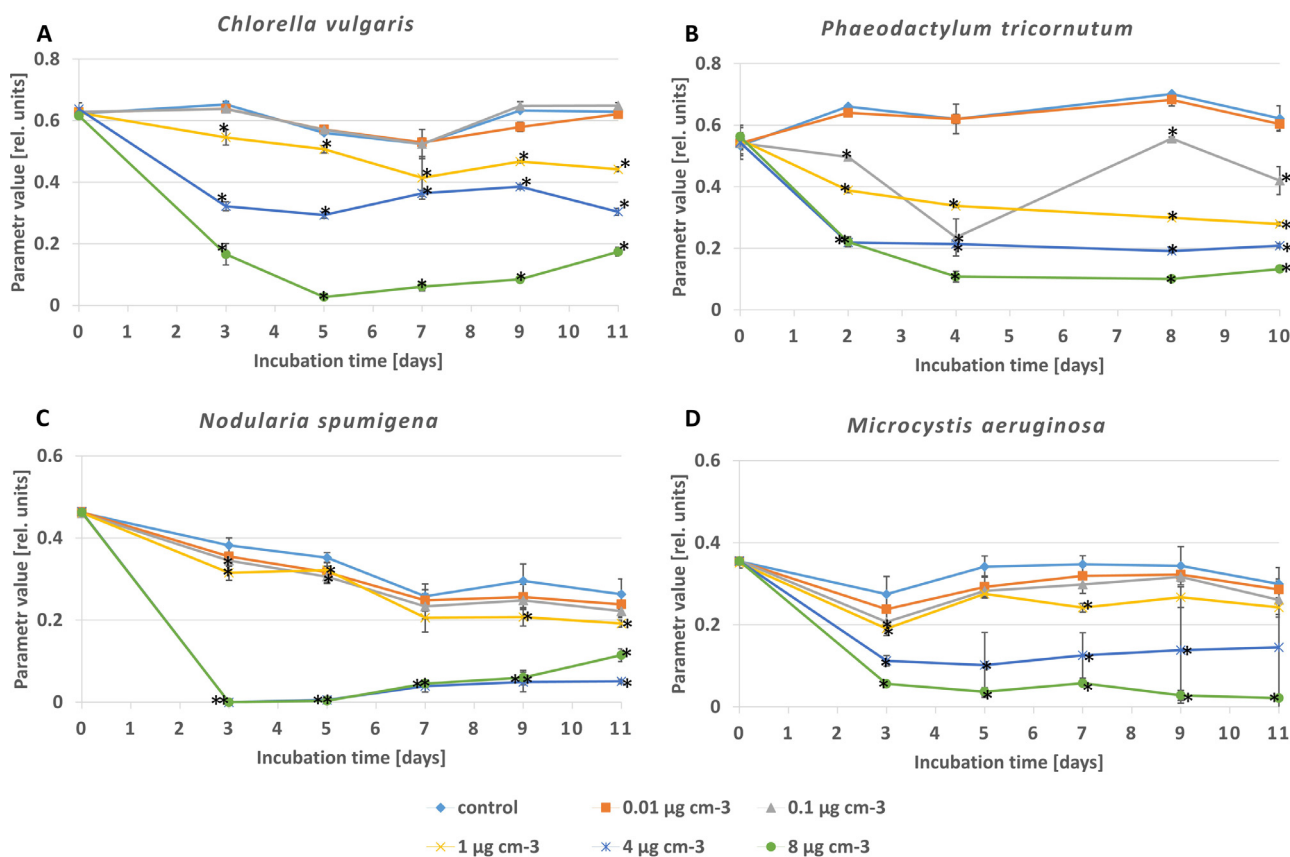 A
Chlorella vulgaris
Parametr value [rel. units]
0.8
0.6
0.4
0.2
0
0 1 2 3 4 5 6 7 8 9 10 11
Incubation time [days]
B
Phaeodactylum tricornutum
Parametr value [rel. units]
0.8
0.6
0.4
0.2
0
0 1 2 3 4 5 6 7 8 9 10
Incubation time [days]
C
Nodularia spumigena
Parametr value [rel. units]
0.6
0.4
0.2
0
0 1 2 3 4 5 6 7 8 9 10 11
Incubation time [days]
D
Microcystis aeruginosa
Parametr value [rel. units]
0.6
0.4
0.2
0
0 1 2 3 4 5 6 7 8 9 10 11
Incubation time [days]
control 0.01 µg cm-3 0.1 µg cm-3
1 µg cm-3 4 µg cm-3 8 µg cm-3